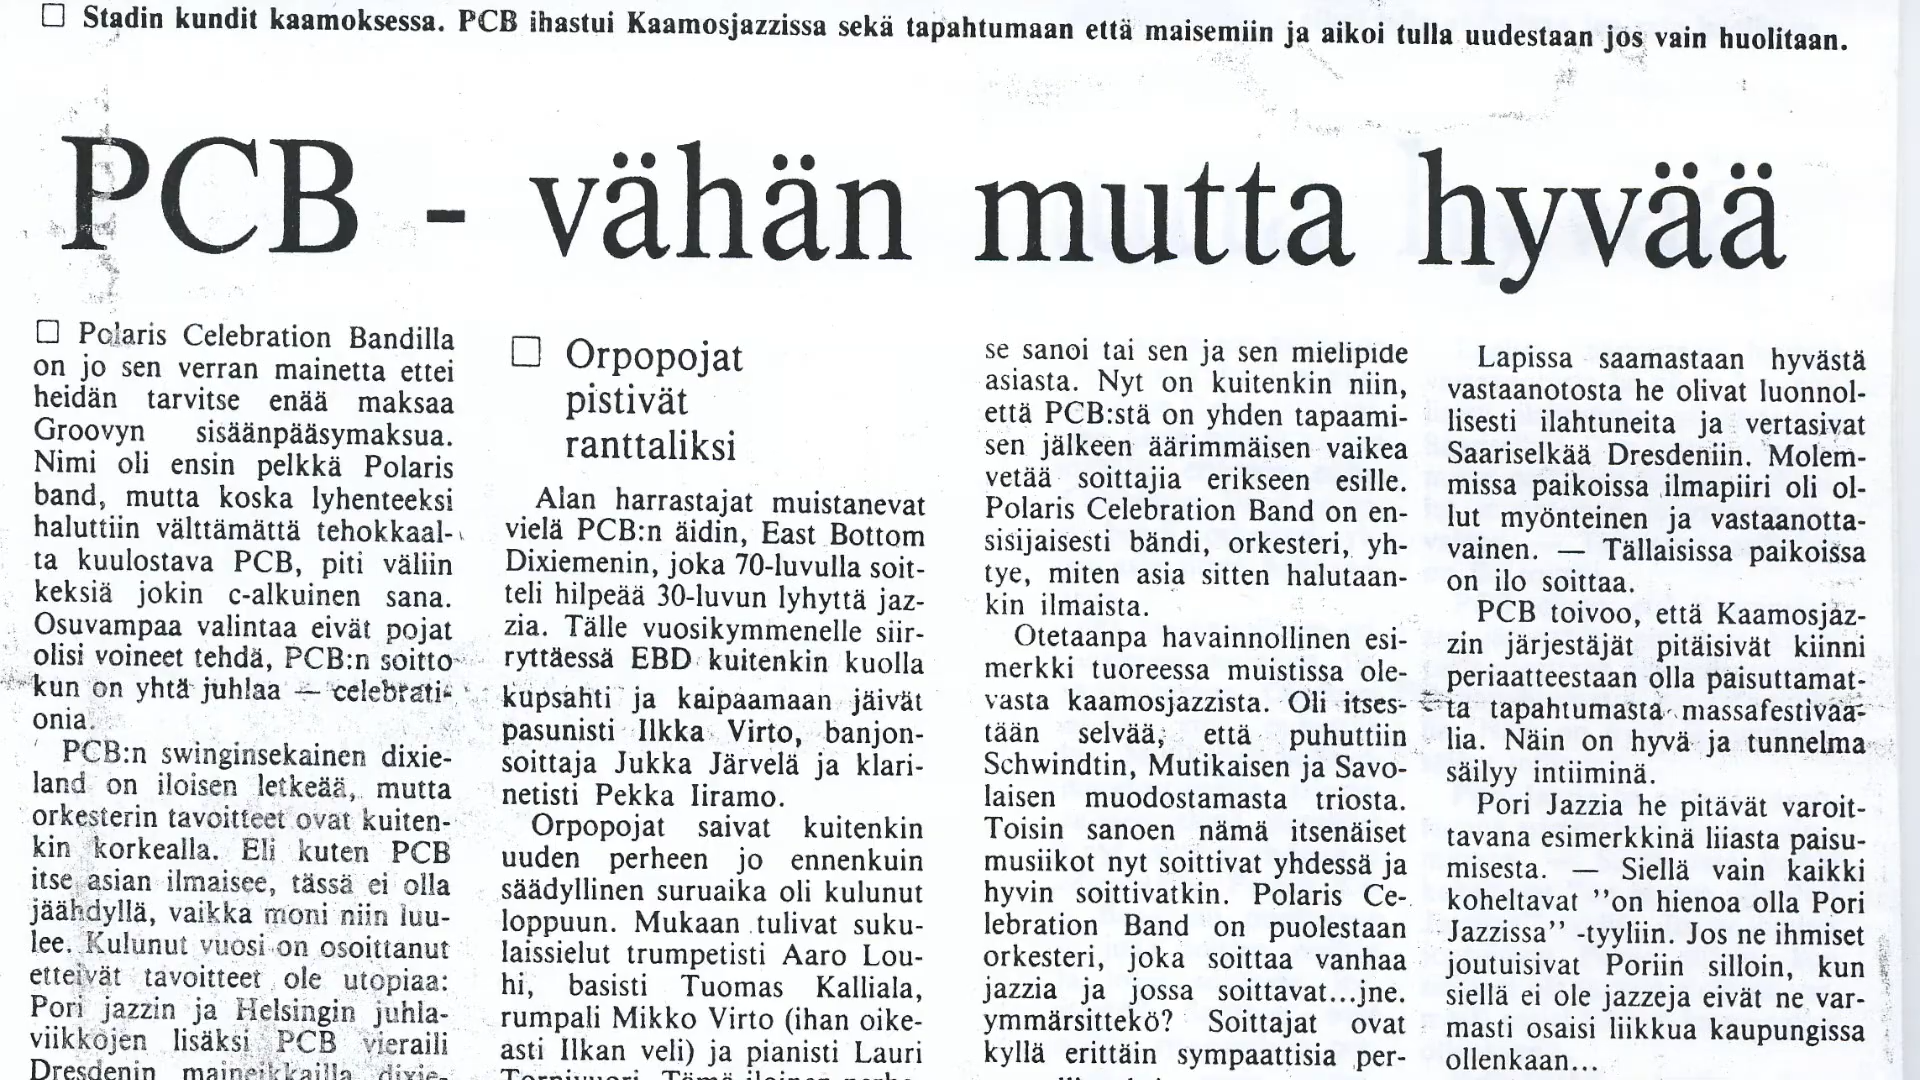 □ Stadin kundit kaamoksessa. PCB ihastui Kaamosjazzissa sekä tapahtumaan että maisemiin ja aikoi tulla uudestaan jos vain huolitaan.
PCB - vähän mutta hyvää
□ Polaris Celebration Bandilla
on jo sen verran mainetta ettei
heidän tarvitse enää maksaa
Groovyn sisäänpääsymaksua.
Nimi oli ensin pelkkä Polaris
band, mutta koska lyhenteeksi
haluttiin välttämättä tehokkaal-
ta kuulostava PCB, piti väliin
keksiä jokin c-alkuinen sana.
Osuvampaa valintaa eivät pojat
olisi voineet tehdä, PCB:n soitto
kun on yhtä juhlaa — celebrati-
onia.
PCB:n swinginsekainen dixie-
land on iloisen letkeää, mutta
orkesterin tavoitteet ovat kuiten-
kin korkealla. Eli kuten PCB
itse asian ilmaisee, tässä ei olla
jäähdyllä, vaikka moni niin luu-
lee. Kulunut vuosi on osoittanut
etteivät tavoitteet ole utopiaa:
Pori jazzin ja Helsingin juhla-
viikkojen lisäksi PCB vieraili
Dresdenin maineikkailla dixie-
□ Orpopojat
pistivät
ranttaliksi
Alan harrastajat muistanevat
vielä PCB:n äidin, East Bottom
Dixiemenin, joka 70-luvulla soit-
teli hilpeää 30-luvun lyhyttä jaz-
zia. Tälle vuosikymmenelle siir-
ryttäessä EBD kuitenkin kuolla
kupsahti ja kaipaamaan jäivät
pasunisti Ilkka Virto, banjon-
soittaja Jukka Järvelä ja klari-
netisti Pekka Iiramo.
Orpopojat saivat kuitenkin
uuden perheen jo ennenkuin
säädyllinen suruaika oli kulunut
loppuun. Mukaan tulivat suku-
laissielut trumpetisti Aaro Lou-
hi, basisti Tuomas Kalliala,
rumpali Mikko Virto (ihan oike-
asti Ilkan veli) ja pianisti Lauri
se sanoi tai sen ja sen mielipide
asiasta. Nyt on kuitenkin niin,
että PCB:stä on yhden tapaami-
sen jälkeen äärimmäisen vaikea
vetää soittajia erikseen esille.
Polaris Celebration Band on en-
sisijaisesti bändi, orkesteri, yh-
tye, miten asia sitten halutaan-
kin ilmaista.
Otetaanpa havainnollinen esi-
merkki tuoreessa muistissa ole-
vasta kaamosjazzista. Oli itses-
tään selvää, että puhuttiin
Schwindtin, Mutikaisen ja Savo-
laisen muodostamasta triosta.
Toisin sanoen nämä itsenäiset
musiikot nyt soittivat yhdessä ja
hyvin soittivatkin. Polaris Ce-
lebration Band on puolestaan
orkesteri, joka soittaa vanhaa
jazzia ja jossa soittavat...jne.
ymmärsittekö? Soittajat ovat
kyllä erittäin sympaattisia per-
Lapissa saamastaan hyvästä
vastaanotosta he olivat luonnol-
lisesti ilahtuneita ja vertasivat
Saariselkää Dresdeniin. Molem-
missa paikoissa ilmapiiri oli ol-
lut myönteinen ja vastaanotta-
vainen. — Tällaisissa paikoissa
on ilo soittaa.
PCB toivoo, että Kaamosjaz-
zin järjestäjät pitäisivät kiinni
periaatteestaan olla paisuttamat-
ta tapahtumasta massafestivaa-
lia. Näin on hyvä ja tunnelma
säilyy intiiminä.
Pori Jazzia he pitävät varoit-
tavana esimerkkinä liiasta paisu-
misesta. — Siellä vain kaikki
koheltavat ”on hienoa olla Pori
Jazzissa” -tyyliin. Jos ne ihmiset
joutuisivat Poriin silloin, kun
siellä ei ole jazzeja eivät ne var-
masti osaisi liikkua kaupungissa
ollenkaan...